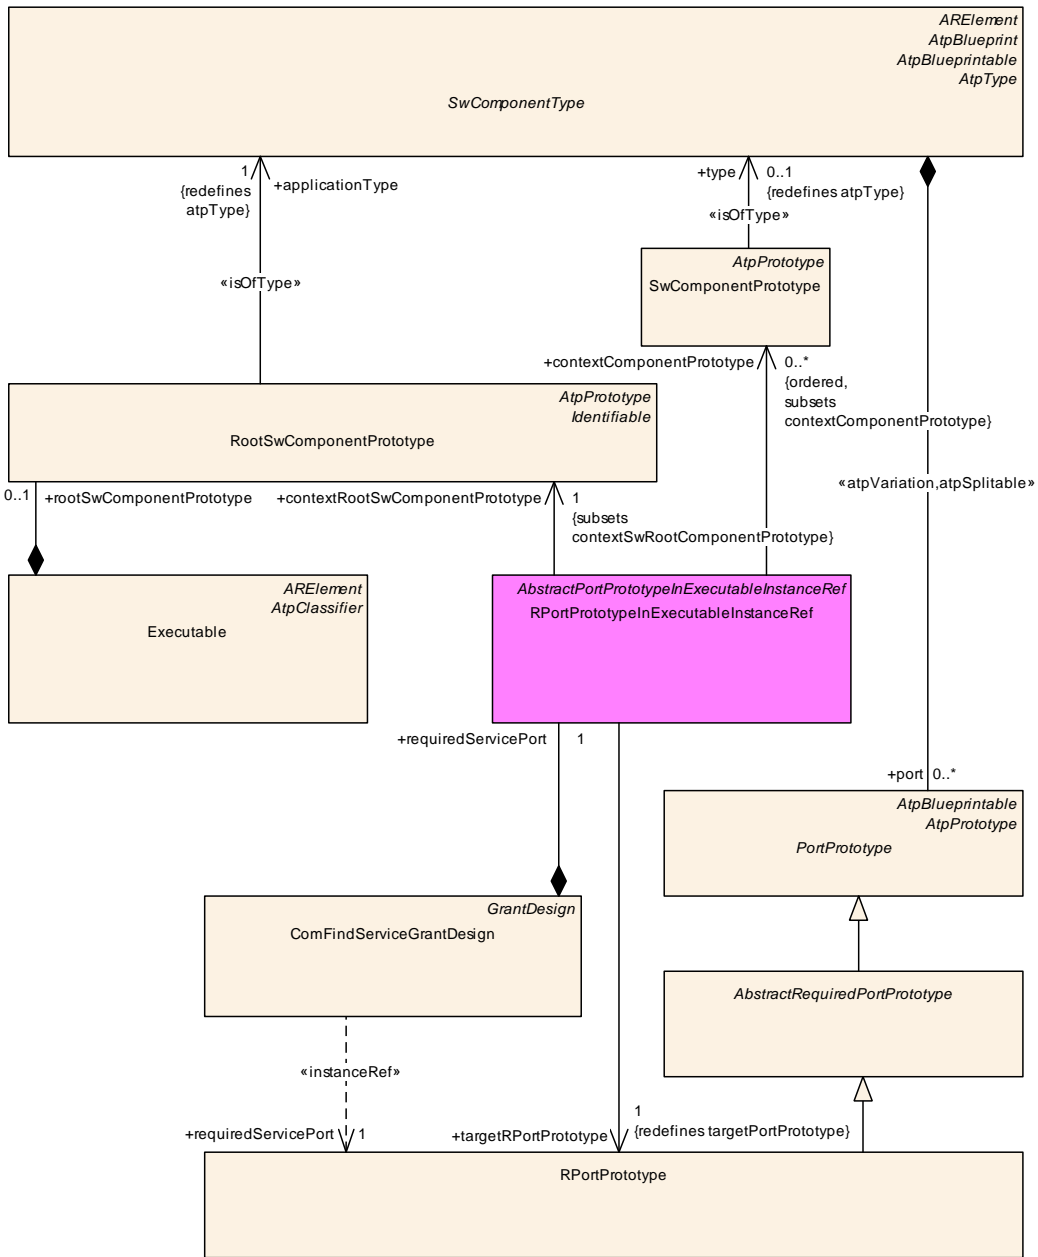 ARElement
AtpBlueprint
AtpBlueprintable
AtpType
SwComponentType
1
{redefines
atpType}
+applicationType
+type
0..1
{redefines atpType}
«isOfType»
AtpPrototype
SwComponentPrototype
«isOfType»
+contextComponentPrototype
0..*
{ordered,
subsets
contextComponentPrototype}
AtpPrototype
Identifiable
RootSwComponentPrototype
«atpVariation,atpSplitable»
0..1
+rootSwComponentPrototype
+contextRootSwComponentPrototype
1
{subsets
contextSwRootComponentPrototype}
ARElement
AtpClassifier
Executable
AbstractPortPrototypeInExecutableInstanceRef
RPortPrototypeInExecutableInstanceRef
+requiredServicePort
1
+port
0..*
AtpBlueprintable
AtpPrototype
PortPrototype
GrantDesign
ComFindServiceGrantDesign
AbstractRequiredPortPrototype
«instanceRef»
+requiredServicePort
1
+targetRPortPrototype
1
{redefines targetPortPrototype}
RPortPrototype